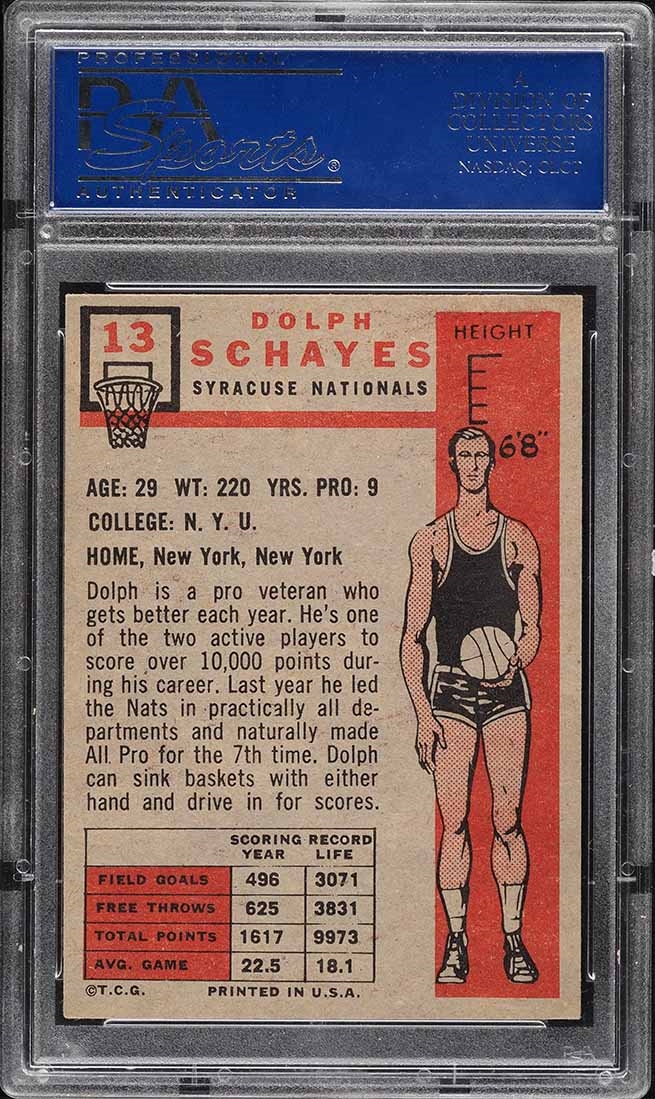 PROFESSIONAL
PSA
Sports®
AUTHENTICATOR
A
DIVISION OF
COLLECTORS
UNIVERSE
NASDAQ: CLCT
13
DOLPH
SCHAYES
SYRACUSE NATIONALS
HEIGHT
6'8"
AGE: 29 WT: 220 YRS. PRO: 9
COLLEGE: N. Y. U.
HOME, New York, New York
Dolph is a pro veteran who
gets better each year. He's one
of the two active players to
score over 10,000 points dur-
ing his career. Last year he led
the Nats in practically all de-
partments and naturally made
All Pro for the 7th time. Dolph
can sink baskets with either
hand and drive in for scores.
SCORING RECORD
YEAR LIFE
FIELD GOALS 496 3071
FREE THROWS 625 3831
TOTAL POINTS 1617 9973
AVG. GAME 22.5 18.1
©T.C.G. PRINTED IN U.S.A.
PSA